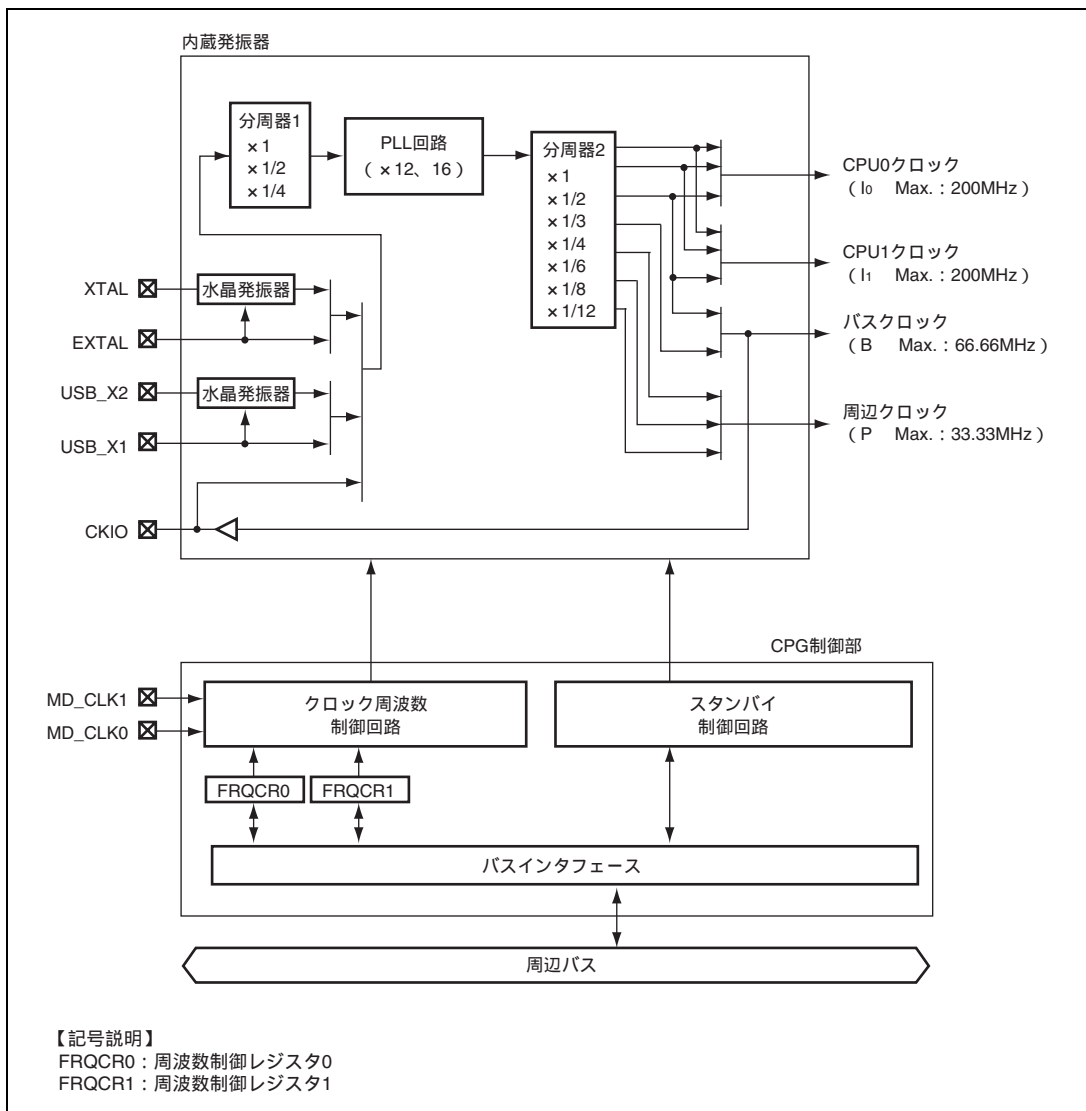 内蔵発振器
分周器1
×1
×1/2
×1/4
PLL回路
(×12、16)
分周器2
×1
×1/2
×1/3
×1/4
×1/6
×1/8
×1/12
CPU0クロック
(I0 Max.:200MHz)
CPU1クロック
(I1 Max.:200MHz)
バスクロック
(B Max.:66.66MHz)
周辺クロック
(P Max.:33.33MHz)
XTAL
水晶発振器
EXTAL
USB_X2
水晶発振器
USB_X1
CKIO
CPG制御部
MD_CLK1
MD_CLK0
クロック周波数
制御回路
スタンバイ
制御回路
FRQCR0
FRQCR1
バスインタフェース
周辺バス
【記号説明】
FRQCR0:周波数制御レジスタ0
FRQCR1:周波数制御レジスタ1